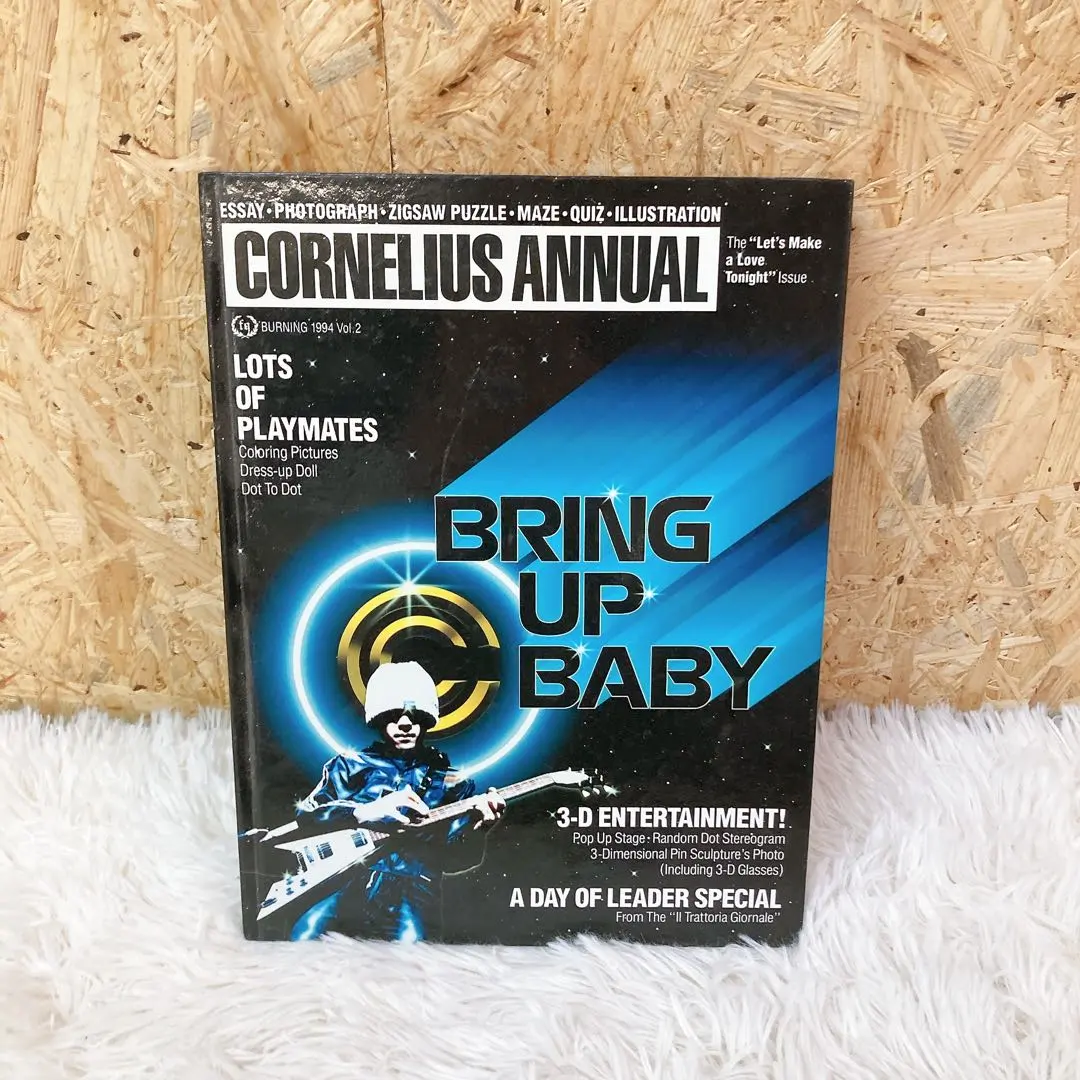 ESSAY•PHOTOGRAPH•ZIGSAW PUZZLE•MAZE•QUIZ•ILLUSTRATION
CORNELIUS ANNUAL
The "Let's Make
a Love
Tonight" Issue
fq BURNING 1994 Vol.2
LOTS
OF
PLAYMATES
Coloring Pictures
Dress-up Doll
Dot To Dot
BRING
UP
BABY
3-D ENTERTAINMENT!
Pop Up Stage•Random Dot Stereogram
3-Dimensional Pin Sculpture's Photo
(Including 3-D Glasses)
A DAY OF LEADER SPECIAL
From The "Il Trattoria Giornale"